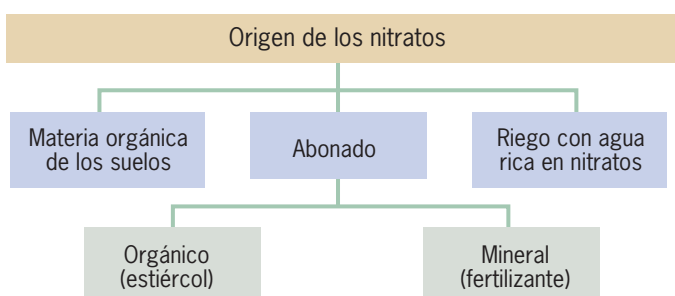 Origen de los nitratos
Materia orgánica
de los suelos
Abonado
Riego con agua
rica en nitratos
Orgánico
(estiércol)
Mineral
(fertilizante)